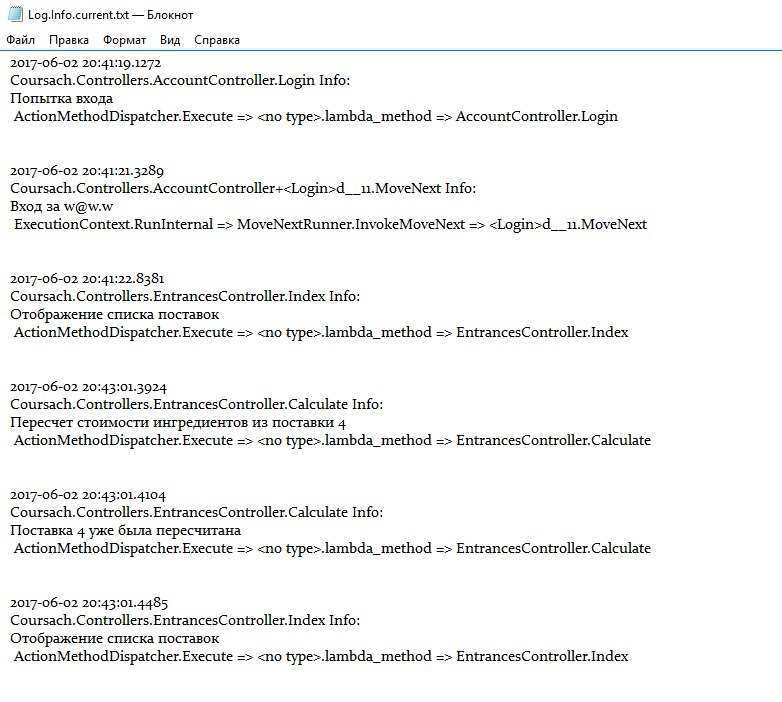 Log.Info.current.txt — Блокнот
Файл Правка Формат Вид Справка
2017-06-02 20:41:19.1272
Coursach.Controllers.AccountController.Login Info:
Попытка входа
ActionMethodDispatcher.Execute => <no type>.lambda_method => AccountController.Login
2017-06-02 20:41:21.3289
Coursach.Controllers.AccountController+<Login>d__11.MoveNext Info:
Вход за w@w.w
ExecutionContext.RunInternal => MoveNextRunner.InvokeMoveNext => <Login>d__11.MoveNext
2017-06-02 20:41:22.8381
Coursach.Controllers.EntrancesController.Index Info:
Отображение списка поставок
ActionMethodDispatcher.Execute => <no type>.lambda_method => EntrancesController.Index
2017-06-02 20:43:01.3924
Coursach.Controllers.EntrancesController.Calculate Info:
Пересчет стоимости ингредиентов из поставки 4
ActionMethodDispatcher.Execute => <no type>.lambda_method => EntrancesController.Calculate
2017-06-02 20:43:01.4104
Coursach.Controllers.EntrancesController.Calculate Info:
Поставка 4 уже была пересчитана
ActionMethodDispatcher.Execute => <no type>.lambda_method => EntrancesController.Calculate
2017-06-02 20:43:01.4485
Coursach.Controllers.EntrancesController.Index Info:
Отображение списка поставок
ActionMethodDispatcher.Execute => <no type>.lambda_method => EntrancesController.Index